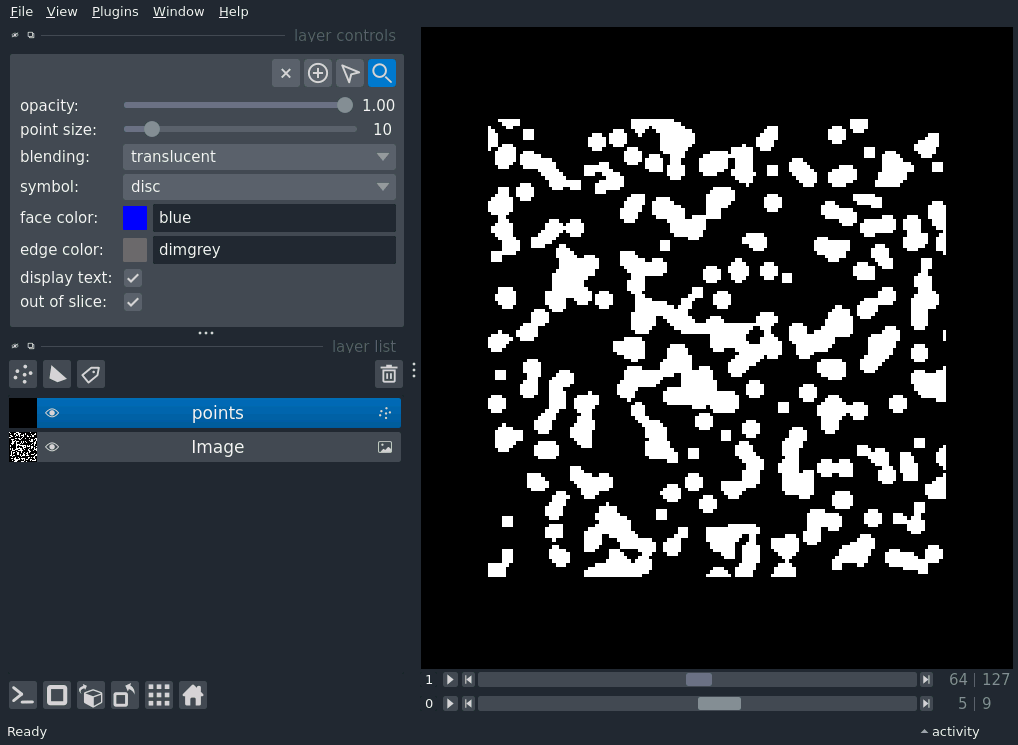 File View Plugins Window Help
layer controls
opacity: 1.00
point size: 10
blending: translucent
symbol: disc
face color: blue
edge color: dimgrey
display text:
out of slice:
layer list
points
Image
1 64 | 127
0 5 | 9
Ready activity